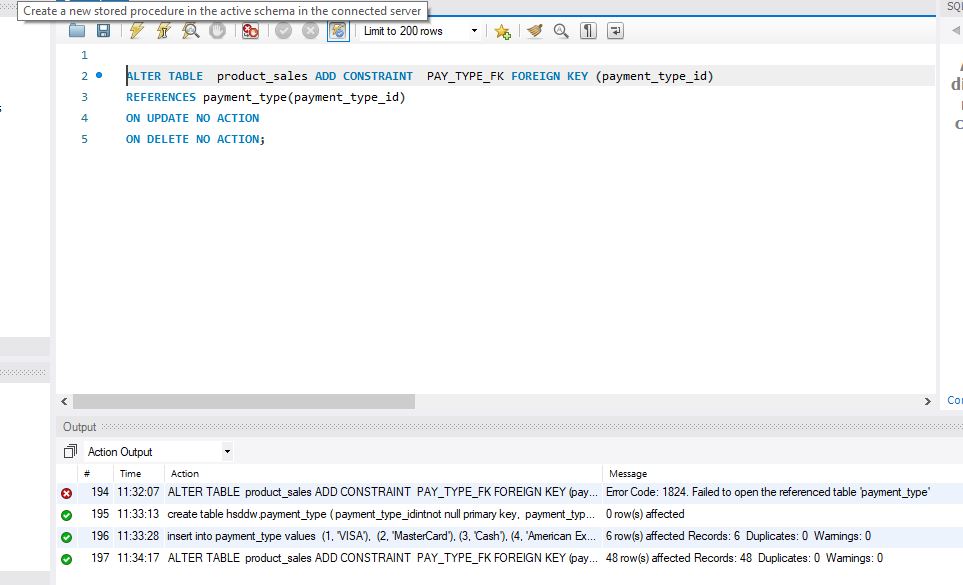 Create a new stored procedure in the active schema in the connected server
SQL
Limit to 200 rows
1
2 ALTER TABLE  product_sales ADD CONSTRAINT  PAY_TYPE_FK FOREIGN KEY (payment_type_id)
3 REFERENCES payment_type(payment_type_id)
4 ON UPDATE NO ACTION
5 ON DELETE NO ACTION;
di
Output
Action Output
# Time Action Message
194 11:32:07 ALTER TABLE  product_sales ADD CONSTRAINT  PAY_TYPE_FK FOREIGN KEY (pay... Error Code: 1824. Failed to open the referenced table 'payment_type'
195 11:33:13 create table hsddw.payment_type ( payment_type_idintnot null primary key,  payment_typ... 0 row(s) affected
196 11:33:28 insert into payment_type values  (1, 'VISA'),  (2, 'MasterCard'), (3, 'Cash'), (4, 'American Ex... 6 row(s) affected Records: 6  Duplicates: 0  Warnings: 0
197 11:34:17 ALTER TABLE  product_sales ADD CONSTRAINT  PAY_TYPE_FK FOREIGN KEY (pay... 48 row(s) affected Records: 48  Duplicates: 0  Warnings: 0